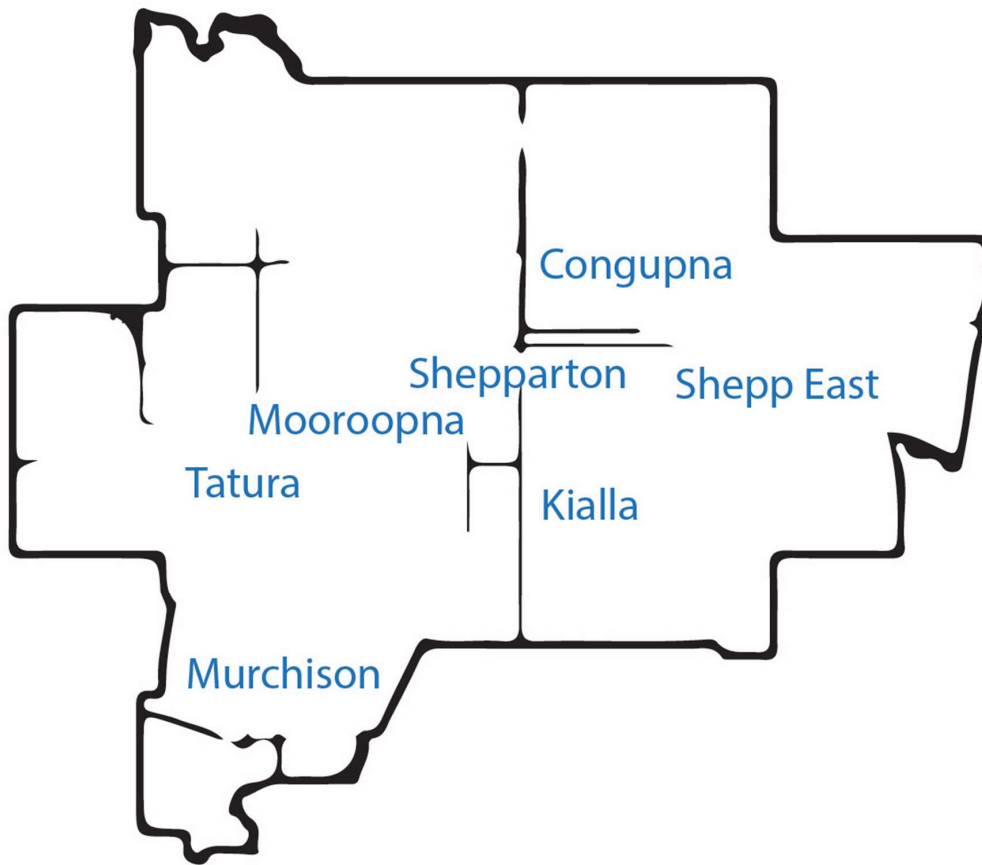 Congupna
Shepparton
Shepp East
Mooroopna
Tatura
Kialla
Murchison